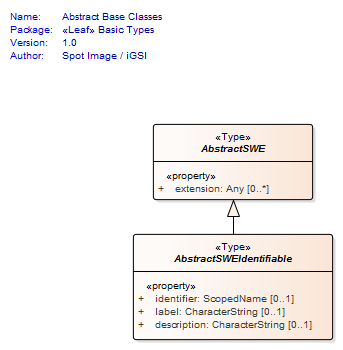 Name: Abstract Base Classes
Package: «Leaf» Basic Types
Version: 1.0
Author: Spot Image / iGSI
«Type»
AbstractSWE
«property»
+ extension: Any [0..*]
«Type»
AbstractSWEIdentifiable
«property»
+ identifier: ScopedName [0..1]
+ label: CharacterString [0..1]
+ description: CharacterString [0..1]